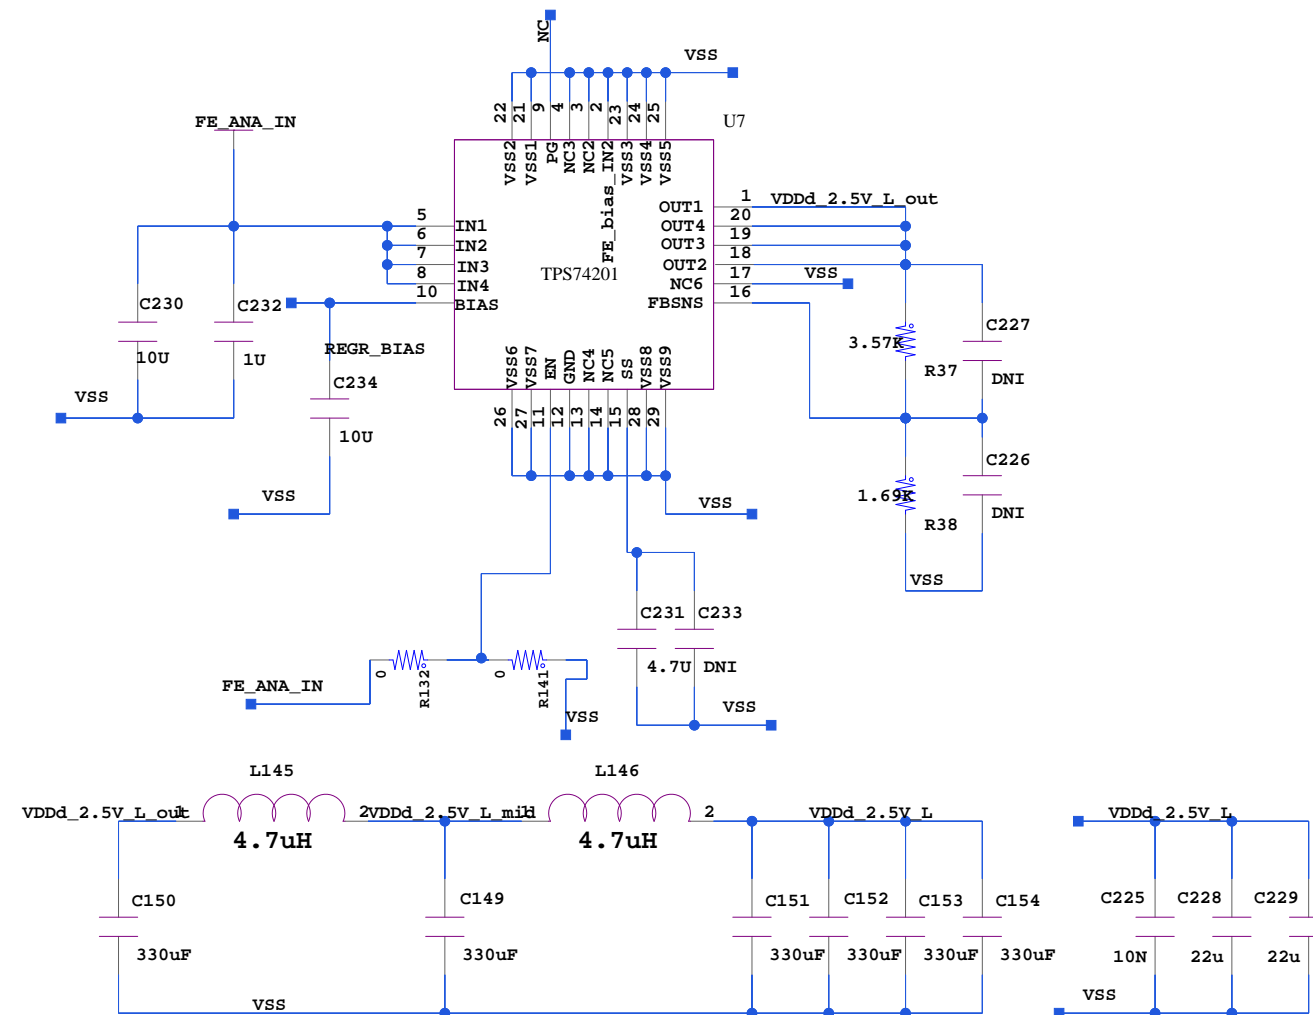 NC
VSS
22 21 9 4 3 2 23 24 25
U7
VSS2 VSS1 PG NC3 NC2 FE_bias_IN2 VSS3 VSS4 VSS5
FE_ANA_IN
5 IN1
6 IN2
7 IN3
8 IN4
10 BIAS
TPS74201
OUT1 1 VDDd_2.5V_L_out
OUT4 20
OUT3 19
OUT2 18
NC6 17 VSS
FBSNS 16
C230
10U
C232
1U
VSS
REGR_BIAS
C234
10U
VSS
VSS6 VSS7 EN GND NC4 NC5 SS VSS8 VSS9
26 27 11 12 13 14 15 28 29
VSS
3.57K
R37
C227
DNI
1.69K
R38
C226
DNI
VSS
C231
4.7U
C233
DNI
VSS
FE_ANA_IN
0
R132
0
R141
VSS
L145
VDDd_2.5V_L_out
1
2
4.7uH
VDDd_2.5V_L_mid
L146
1
2
4.7uH
VDDd_2.5V_L
C150
330uF
C149
330uF
C151
330uF
C152
330uF
C153
330uF
C154
330uF
VSS
VDDd_2.5V_L
C225
10N
C228
22u
C229
22u
VSS